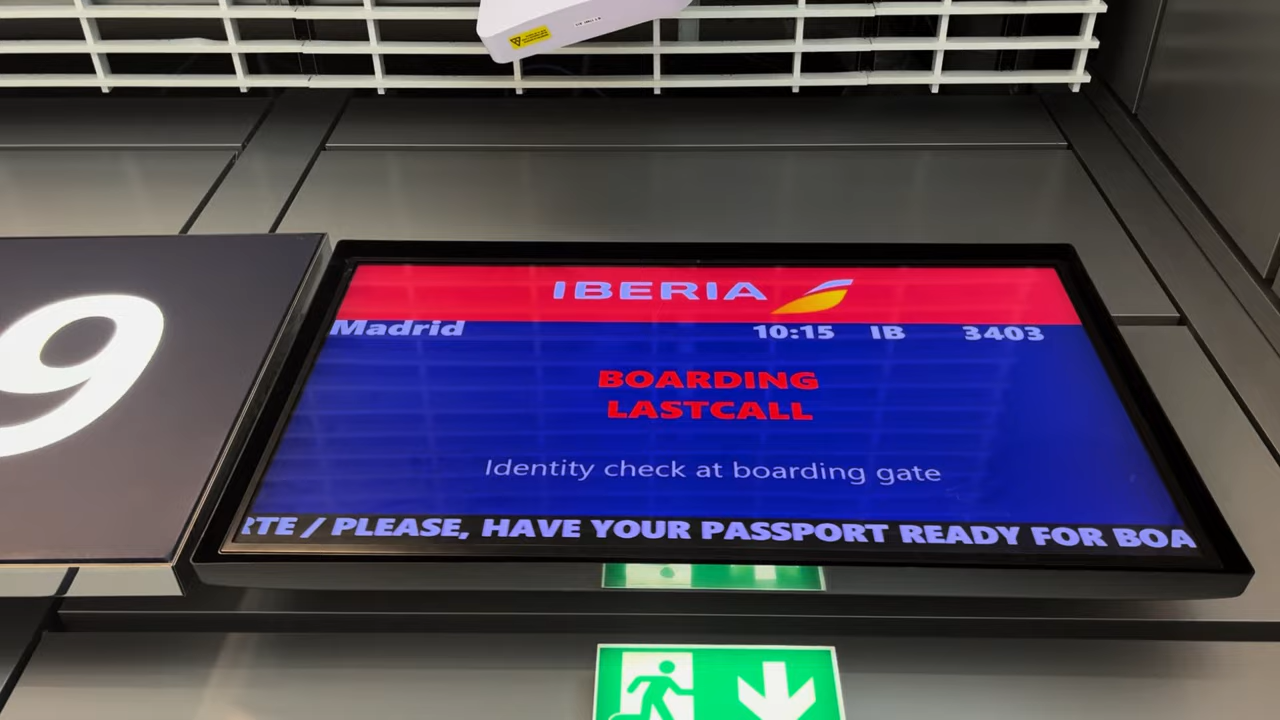 IBERIA
Madrid 10:15 IB 3403
BOARDING
LASTCALL
Identity check at boarding gate
RTE / PLEASE, HAVE YOUR PASSPORT READY FOR BOA
9